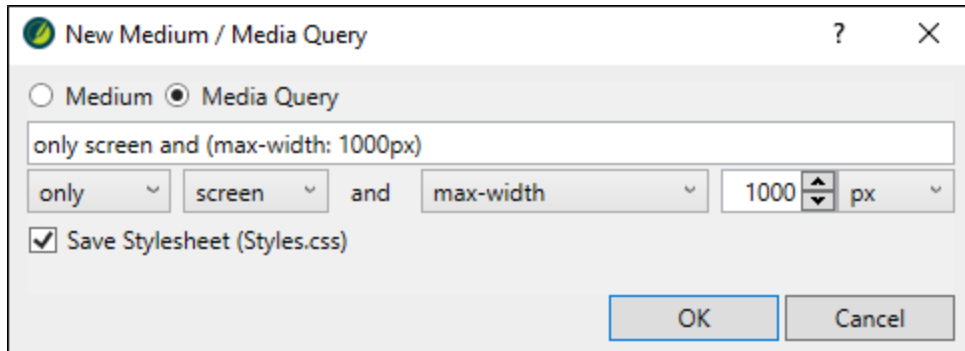 New Medium / Media Query ?
Medium Media Query
only screen and (max-width: 1000px)
only screen and max-width 1000 px
Save Stylesheet (Styles.css)
OK Cancel